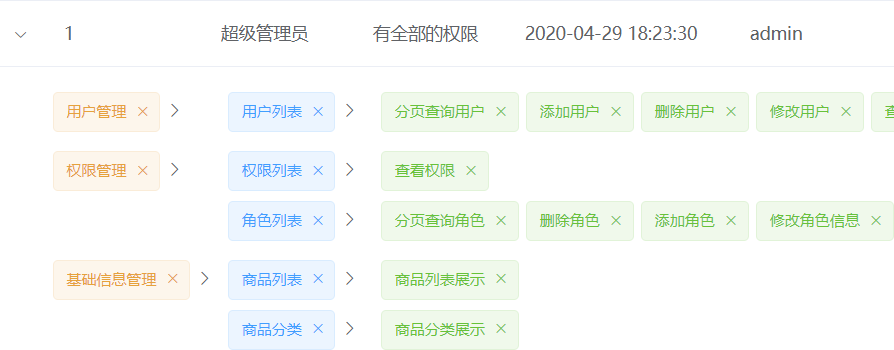 1 超级管理员 有全部的权限 2020-04-29 18:23:30 admin
用户管理 用户列表 分页查询用户 添加用户 删除用户 修改用户
权限管理 权限列表 查看权限
角色列表 分页查询角色 删除角色 添加角色 修改角色信息
基础信息管理 商品列表 商品列表展示
商品分类 商品分类展示